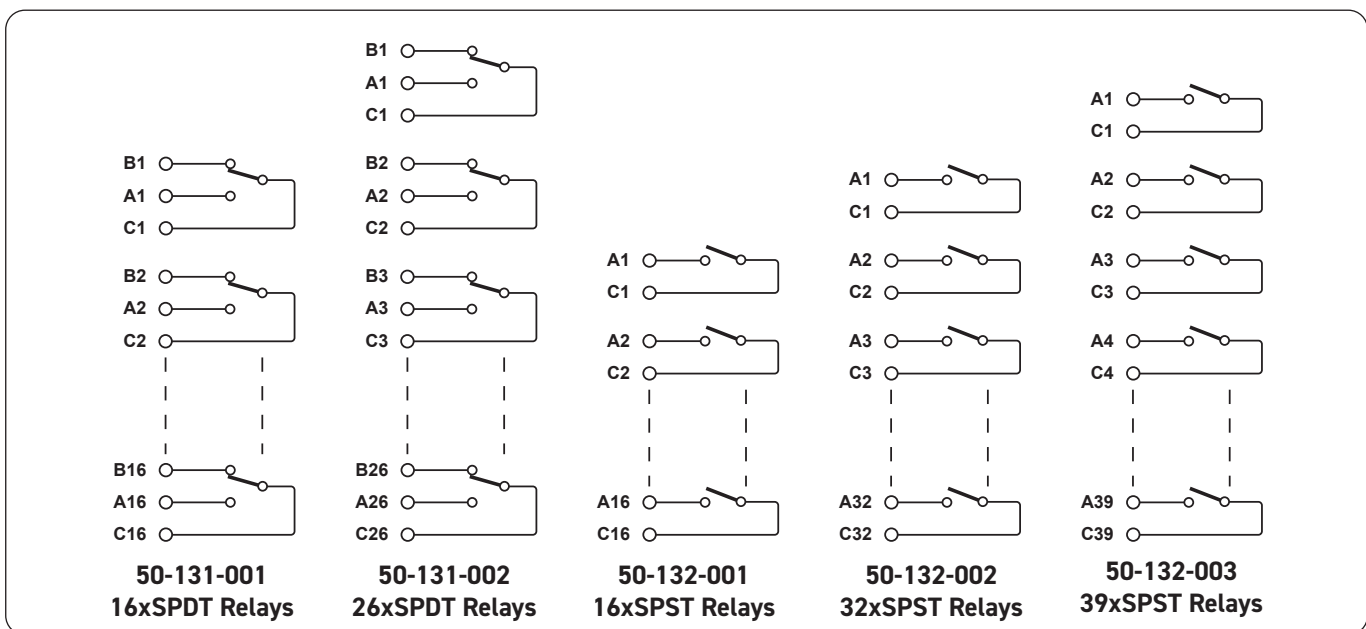 B1
A1
C1
B2
A2
C2
B16
A16
C16
50-131-001
16xSPDT Relays
B1
A1
C1
B2
A2
C2
B3
A3
C3
B26
A26
C26
50-131-002
26xSPDT Relays
A1
C1
A2
C2
A16
C16
50-132-001
16xSPST Relays
A1
C1
A2
C2
A3
C3
A32
C32
50-132-002
32xSPST Relays
A1
C1
A2
C2
A3
C3
A4
C4
A39
C39
50-132-003
39xSPST Relays